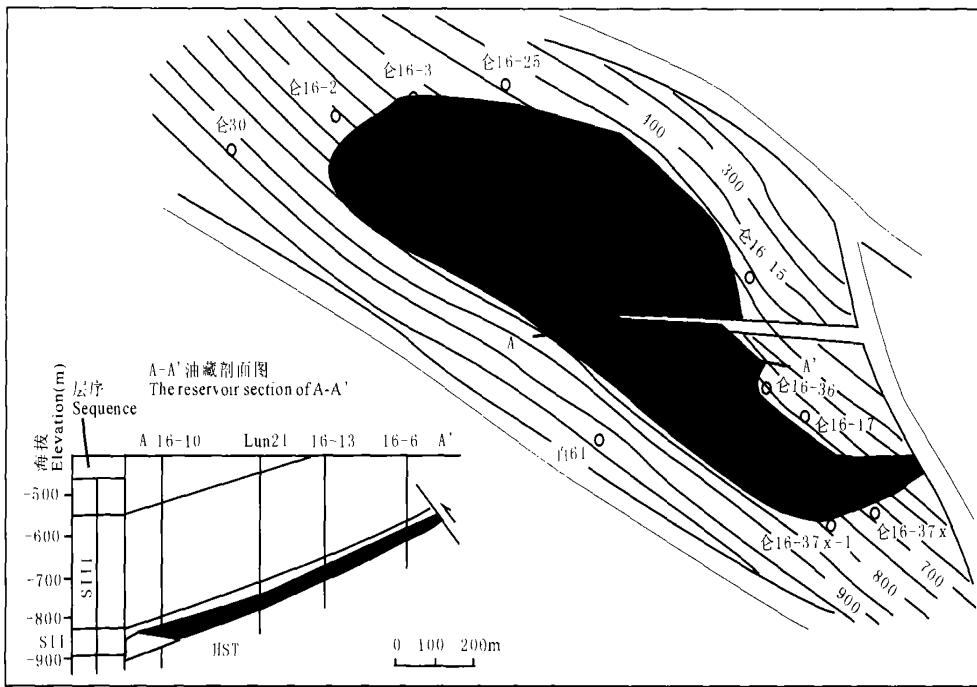 仑16-25
仑16-3
仑16-2
仑30
400
300
仑16-15
A
A'
仑16-36
仑16-17
仑16-37x-1
仑16-37x
700
800
900
A-A'油藏剖面图
The reservoir section of A-A'
层序
Sequence
海拔
Elevation(m)
A 16-10 Lun21 16-13 16-6 A'
-500
-600
-700
-800
-900
SIII
SII
HST
0 100 200m